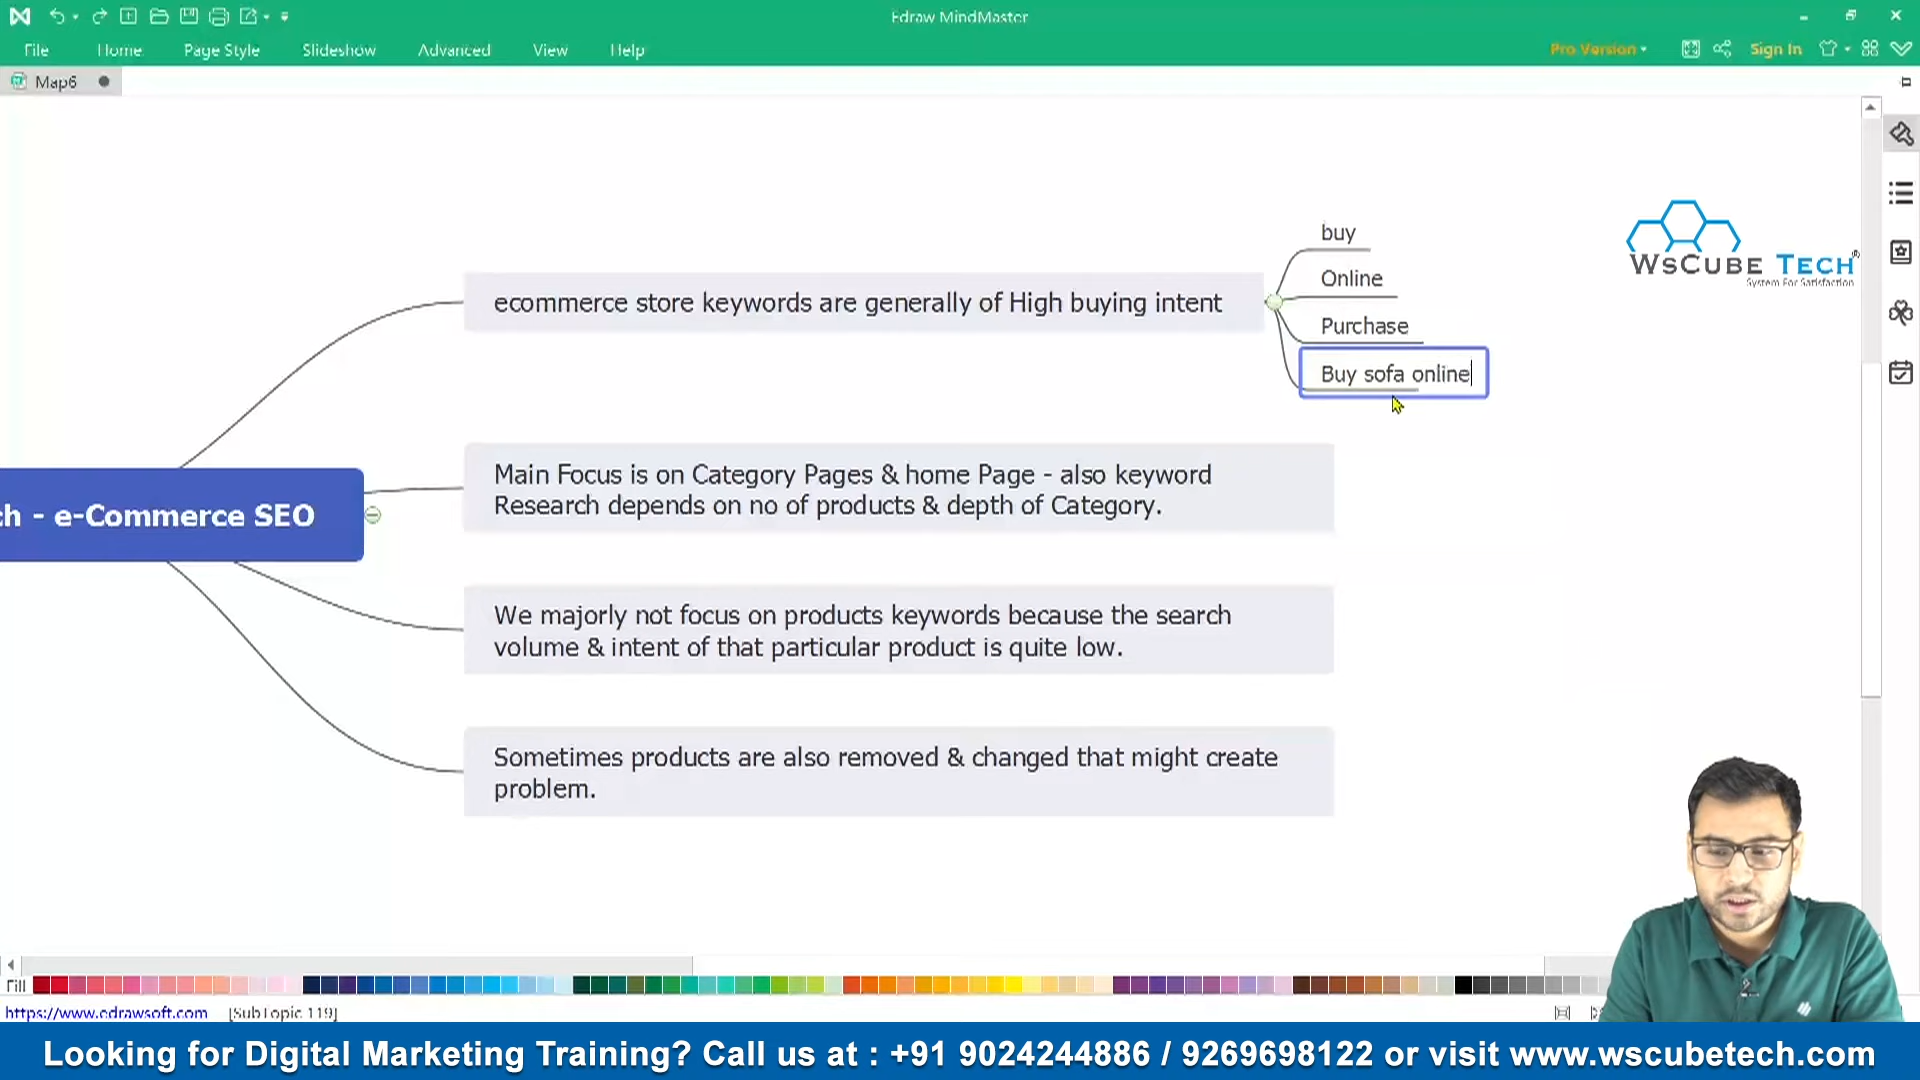 Edraw MindMaster
File Home Page Style Slideshow Advanced View Help Pro Version Sign In
Map6
buy
Online
ecommerce store keywords are generally of High buying intent
Purchase
Buy sofa online
WsCube Tech®
System For Satisfaction
Main Focus is on Category Pages & home Page - also keyword
Research depends on no of products & depth of Category.
ch - e-Commerce SEO
We majorly not focus on products keywords because the search
volume & intent of that particular product is quite low.
Sometimes products are also removed & changed that might create
problem.
Fill
https://www.edrawsoft.com [SubTopic 119]
Looking for Digital Marketing Training? Call us at : +91 9024244886 / 9269698122 or visit www.wscubetech.com